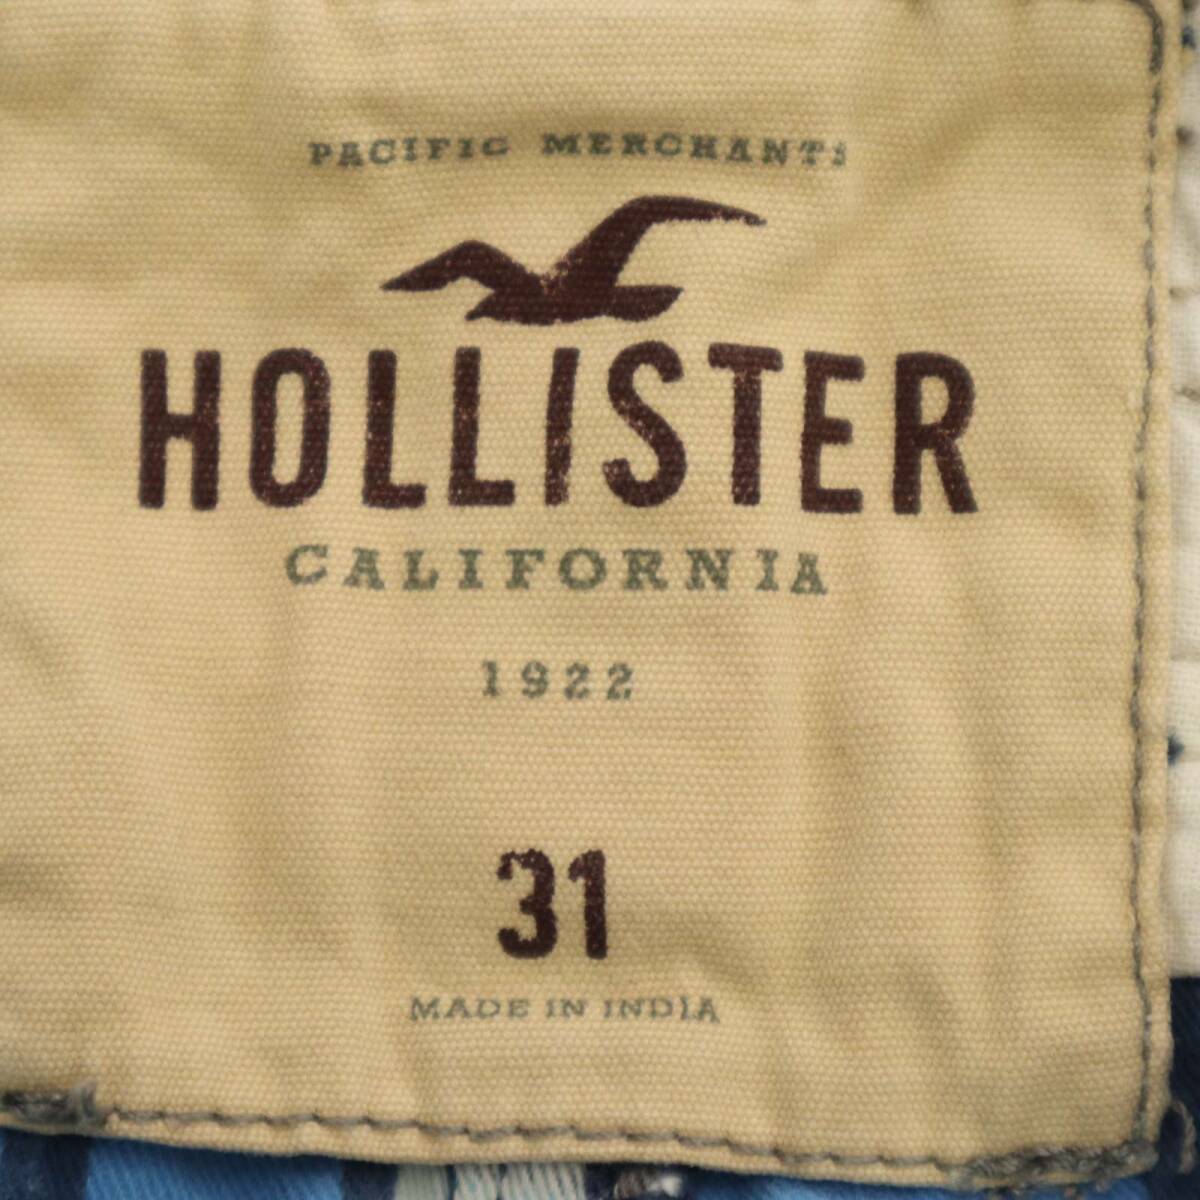 PACIFIC MERCHANTS
HOLLISTER
CALIFORNIA
1922
31
MADE IN INDIA